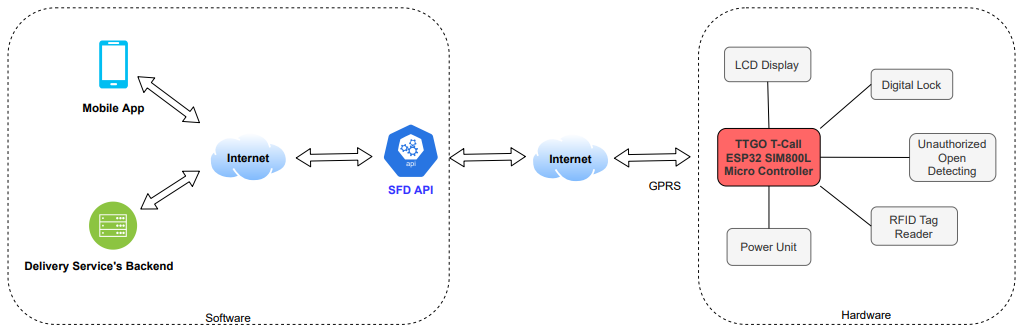 Mobile App
Delivery Service's Backend
Internet
api
SFD API
Software
Internet
GPRS
LCD Display
Digital Lock
TTGO T-Call
ESP32 SIM800L
Micro Controller
Unauthorized
Open
Detecting
RFID Tag
Reader
Power Unit
Hardware